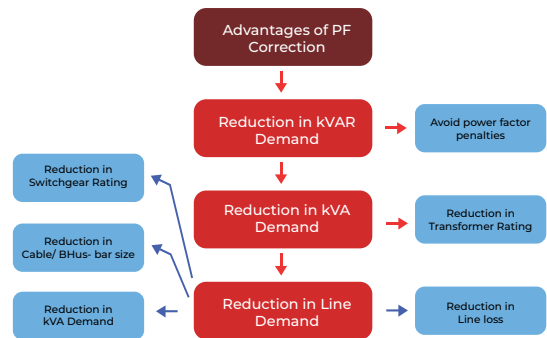 Advantages of PF
Correction
Reduction in kVAR
Demand
Avoid power factor
penalties
Reduction in
Switchgear Rating
Reduction in kVA
Demand
Reduction in
Transformer Rating
Reduction in
Cable/ BHus- bar size
Reduction in
kVA Demand
Reduction in Line
Demand
Reduction in
Line loss